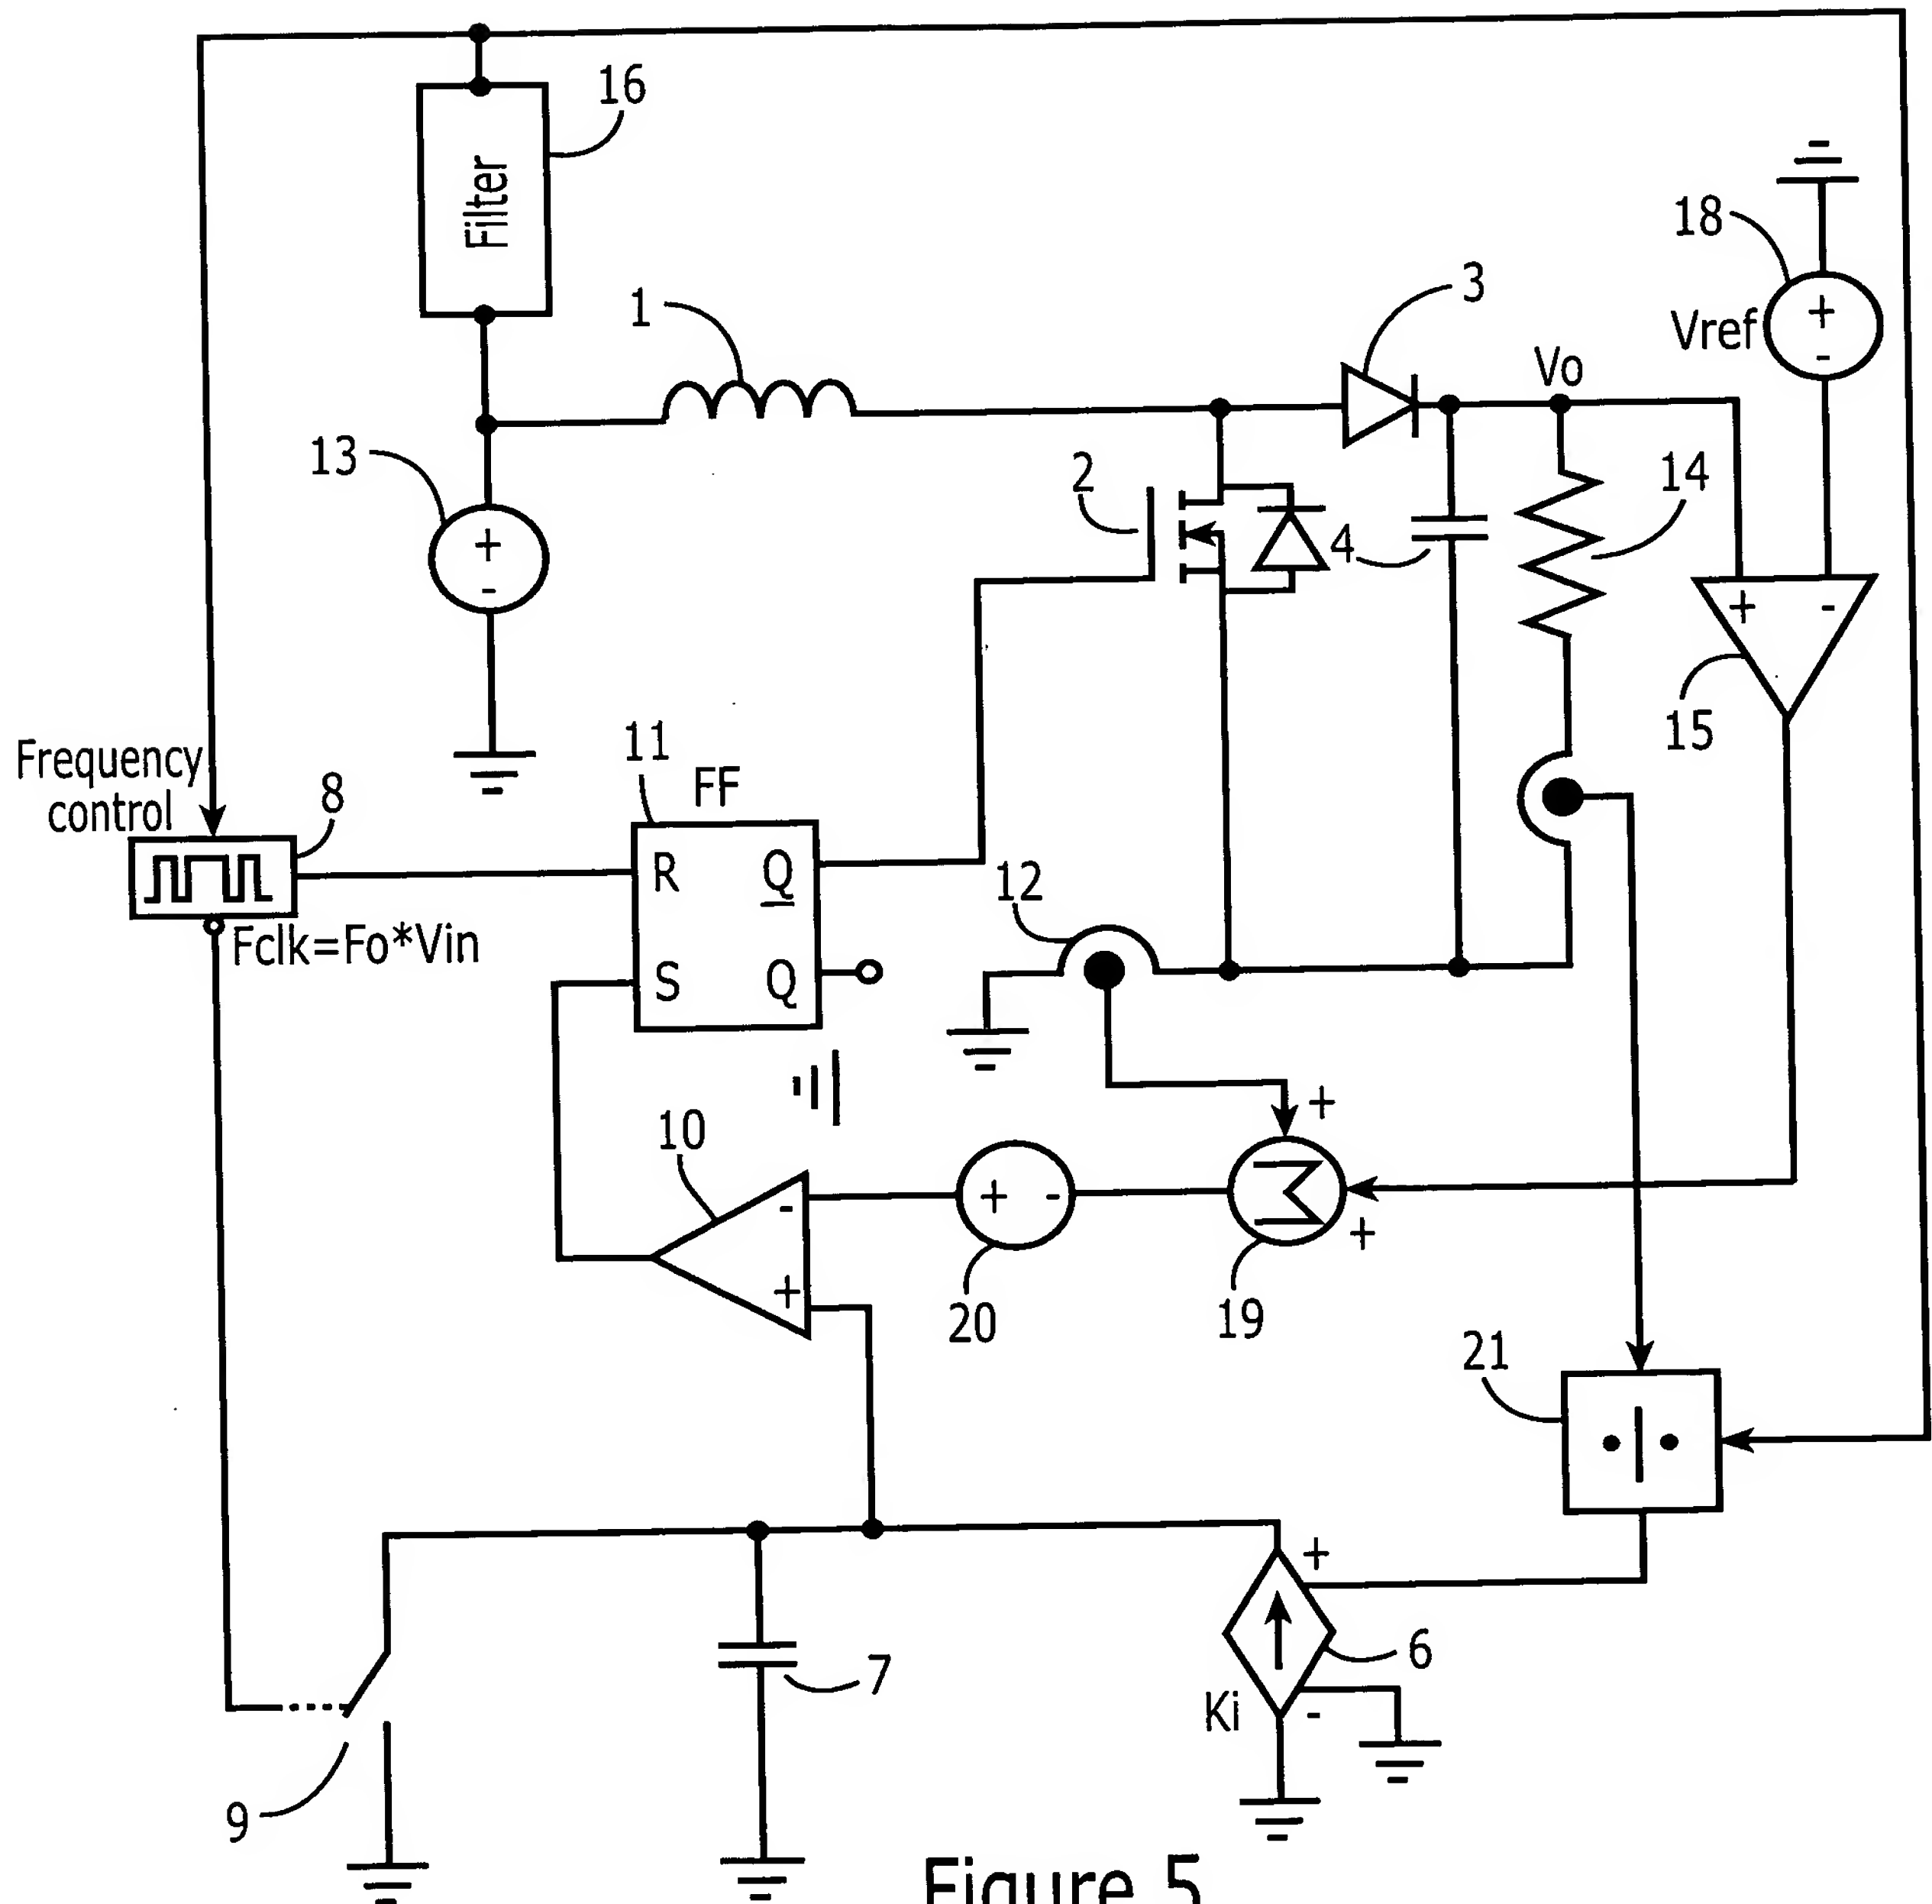 16
Filter
18
1
3
Vref
+
-
Vo
13
2
14
4
+
-
+
-
15
Frequency
control
8
11
FF
R
Q
12
Fclk=Fo*Vin
S
Q
10
+
-
+
-
+
+
20
19
21
+
7
6
Ki
-
9
Figure 5